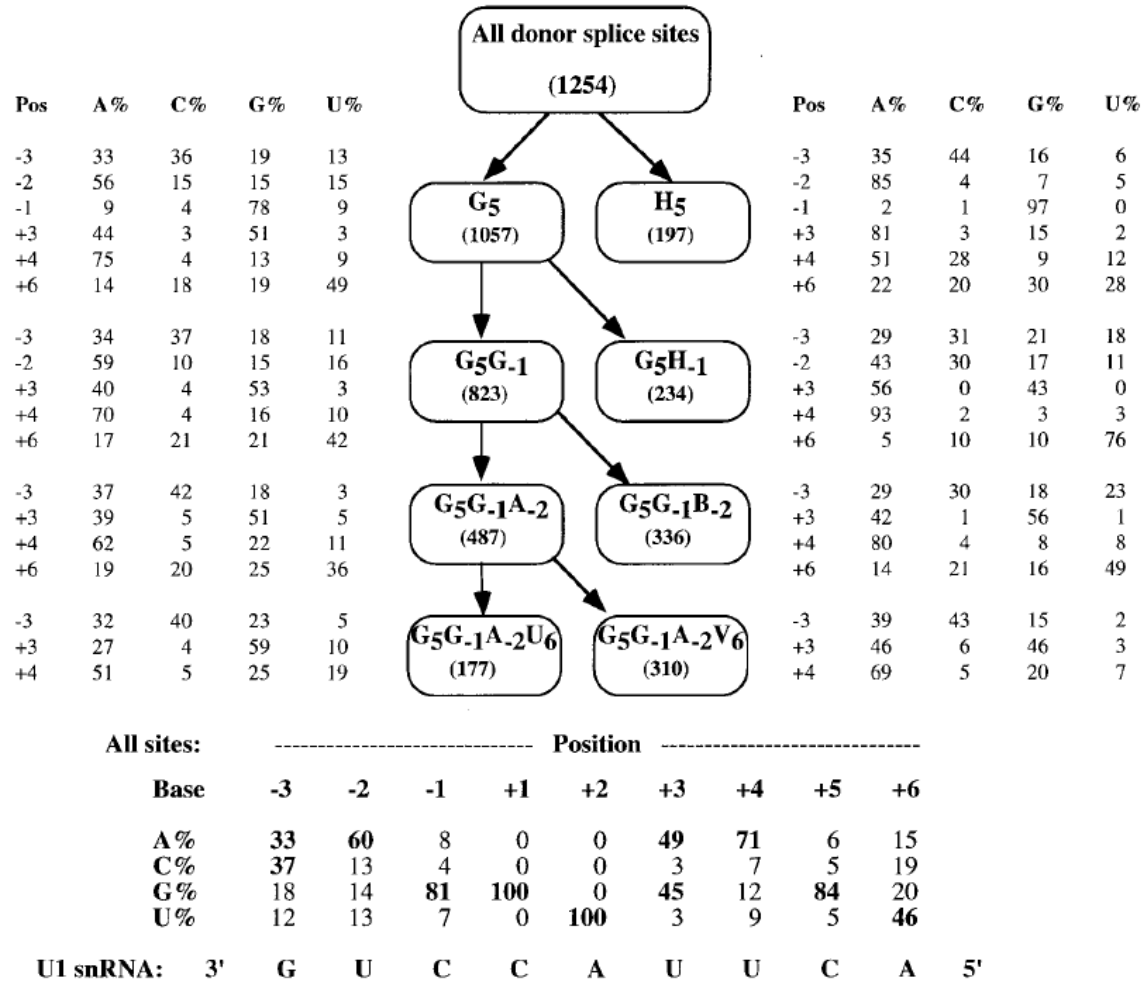 All donor splice sites
(1254)
Pos A% C% G% U%
-3 33 36 19 13
-2 56 15 15 15
-1 9 4 78 9
+3 44 3 51 3
+4 75 4 13 9
+6 14 18 19 49
G5
(1057)
H5
(197)
Pos A% C% G% U%
-3 35 44 16 6
-2 85 4 7 5
-1 2 1 97 0
+3 81 3 15 2
+4 51 28 9 12
+6 22 20 30 28
-3 34 37 18 11
-2 59 10 15 16
+3 40 4 53 3
+4 70 4 16 10
+6 17 21 21 42
G5G-1
(823)
G5H-1
(234)
-3 29 31 21 18
-2 43 30 17 11
+3 56 0 43 0
+4 93 2 3 3
+6 5 10 10 76
-3 37 42 18 3
+3 39 5 51 5
+4 62 5 22 11
+6 19 20 25 36
G5G-1A-2
(487)
G5G-1B-2
(336)
-3 29 30 18 23
+3 42 1 56 1
+4 80 4 8 8
+6 14 21 16 49
-3 32 40 23 5
+3 27 4 59 10
+4 51 5 25 19
G5G-1A-2U6
(177)
G5G-1A-2V6
(310)
-3 39 43 15 2
+3 46 6 46 3
+4 69 5 20 7
All sites: Position
Base -3 -2 -1 +1 +2 +3 +4 +5 +6
A% 33 60 8 0 0 49 71 6 15
C% 37 13 4 0 0 3 7 5 19
G% 18 14 81 100 0 45 12 84 20
U% 12 13 7 0 100 3 9 5 46
U1 snRNA: 3' G U C C A U U C A 5'